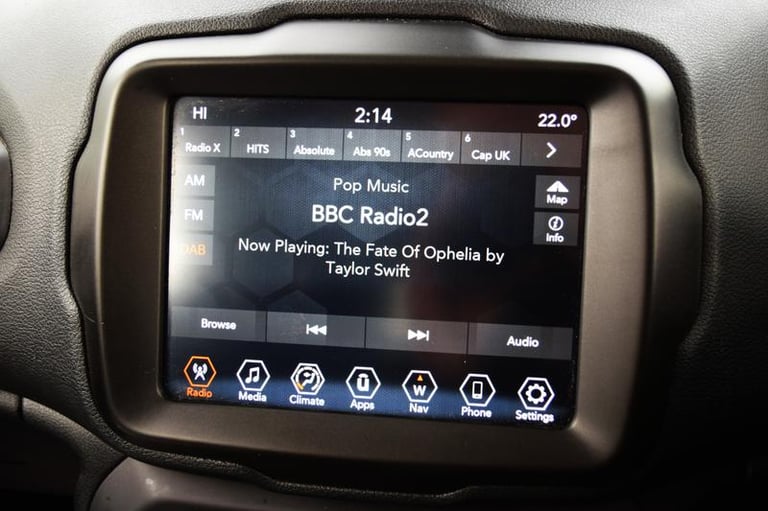 HI 2:14 22.0°
1 Radio X 2 HITS 3 Absolute 4 Abs 90s 5 ACountry 6 Cap UK
AM
Pop Music
Map
FM
BBC Radio2
Info
DAB
Now Playing: The Fate Of Ophelia by
Taylor Swift
Browse Audio
Radio Media Climate Apps Nav Phone Settings
Ū W